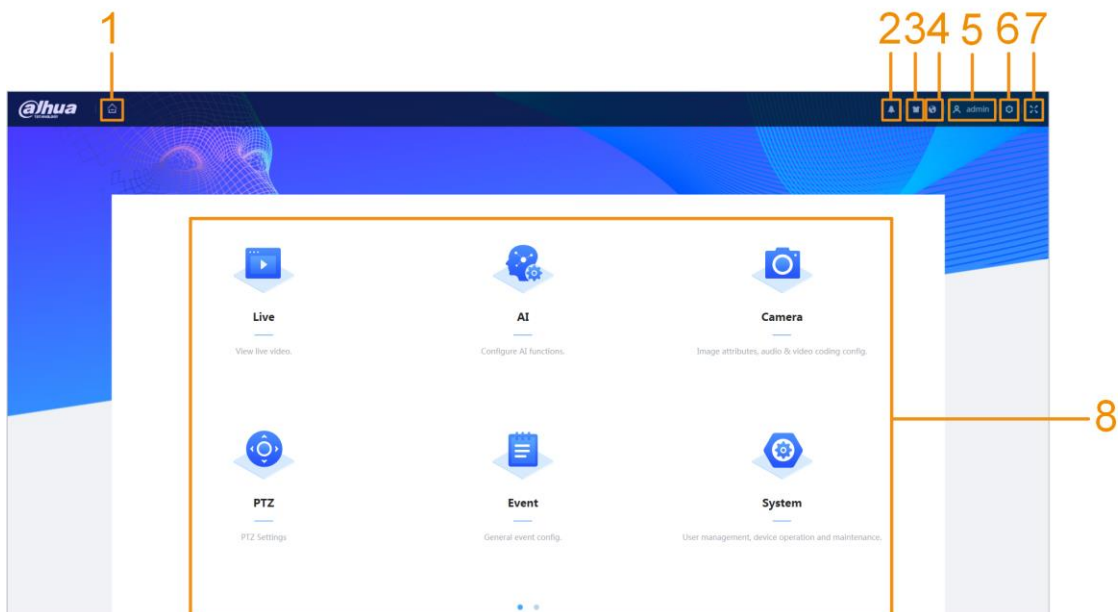 1
2 3 4 5 6 7
alhua
TECHNOLOGY
admin
Live
AI
Camera
View live video.
Configure AI functions.
Image attributes, audio & video coding config.
8
PTZ
Event
System
PTZ Settings
General event config.
User management, device operation and maintenance.